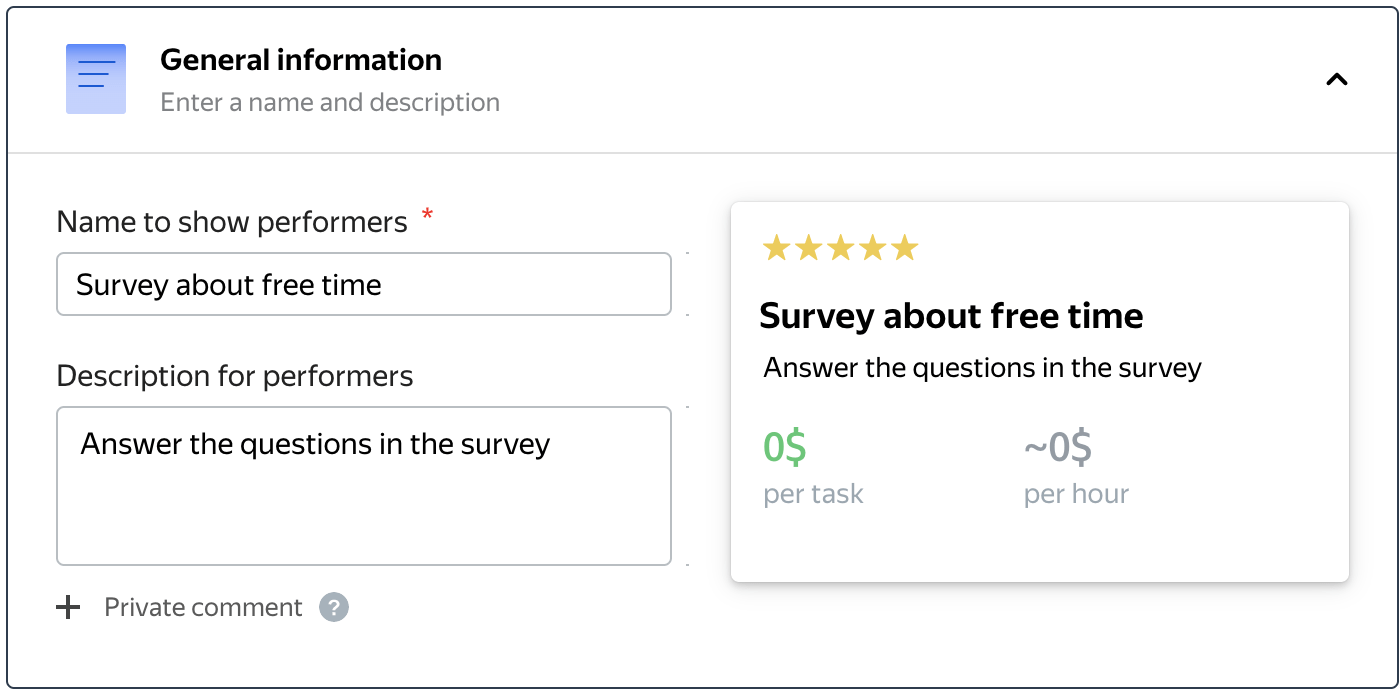 General information
Enter a name and description
Name to show performers *
Survey about free time
Description for performers
Answer the questions in the survey
+ Private comment ?
★★★★★
Survey about free time
Answer the questions in the survey
0$ ~0$
per task per hour